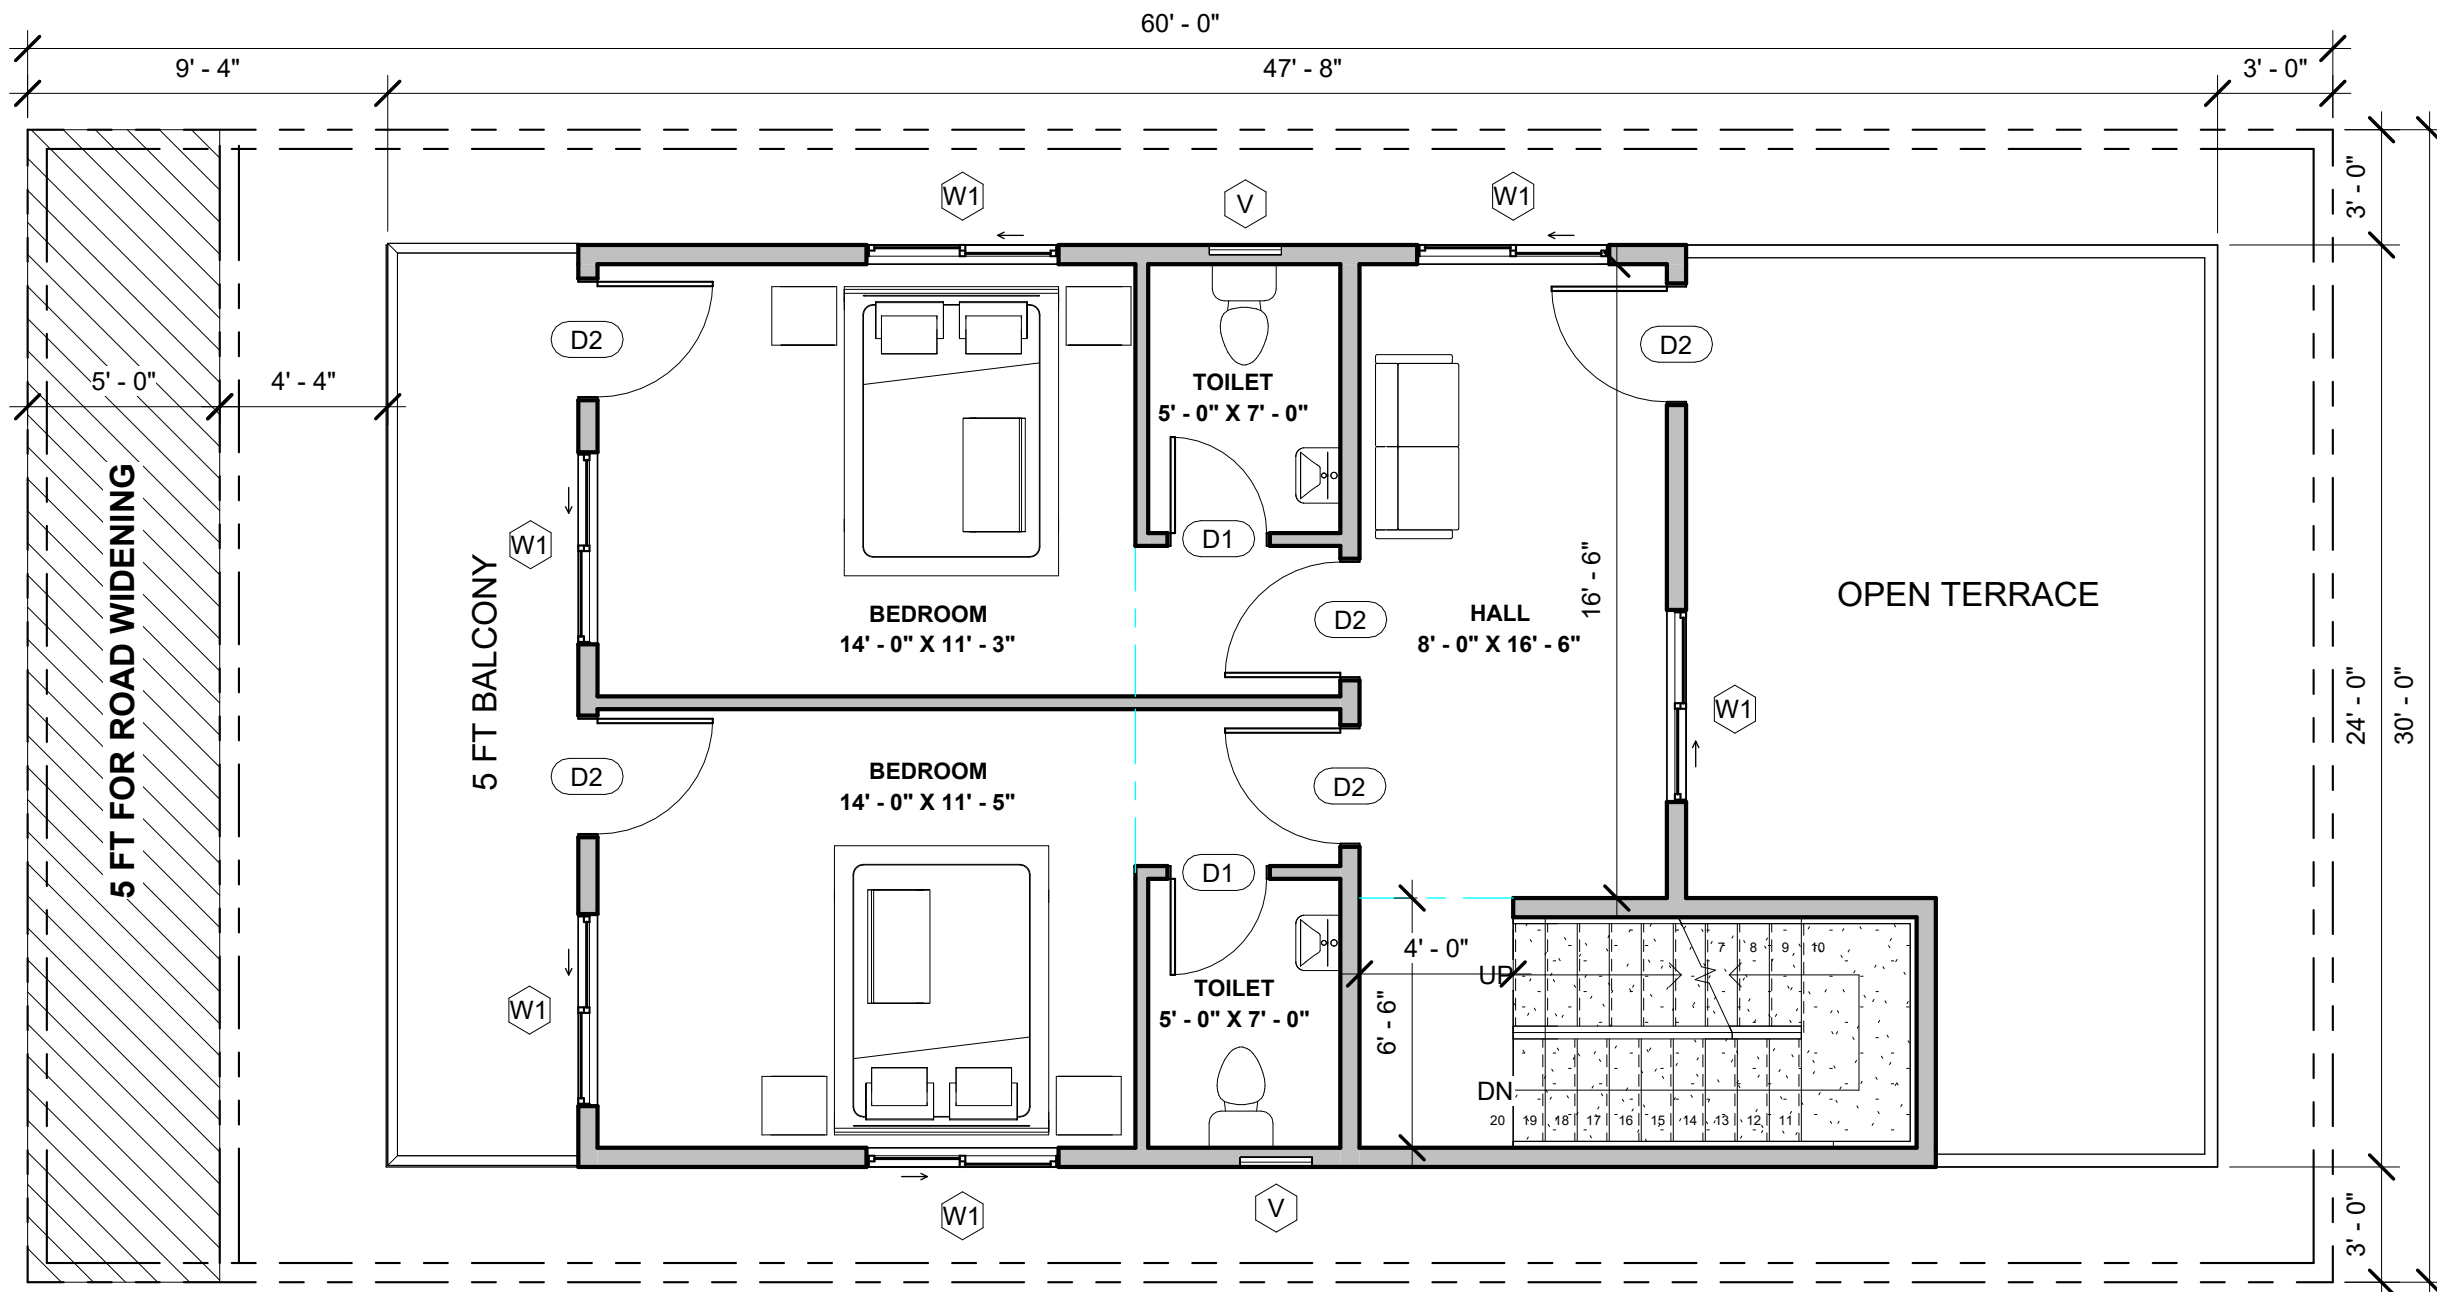 60' - 0"
9' - 4"
47' - 8"
3' - 0"
3' - 0"
W1
V
W1
D2
D2
5' - 0"
4' - 4"
TOILET
5' - 0" X 7' - 0"
5 FT FOR ROAD WIDENING
5 FT BALCONY
W1
D1
16' - 6"
OPEN TERRACE
BEDROOM
14' - 0" X 11' - 3"
D2
HALL
8' - 0" X 16' - 6"
24' - 0"
30' - 0"
W1
D2
BEDROOM
14' - 0" X 11' - 5"
D2
D1
4' - 0"
7 8 9 10
UP
TOILET
5' - 0" X 7' - 0"
W1
6' - 6"
DN
20 19 18 17 16 15 14 13 12 11
W1
V
3' - 0"